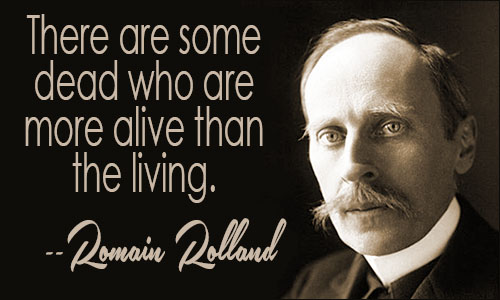 There are some
dead who are
more alive than
the living.
--Romain Rolland